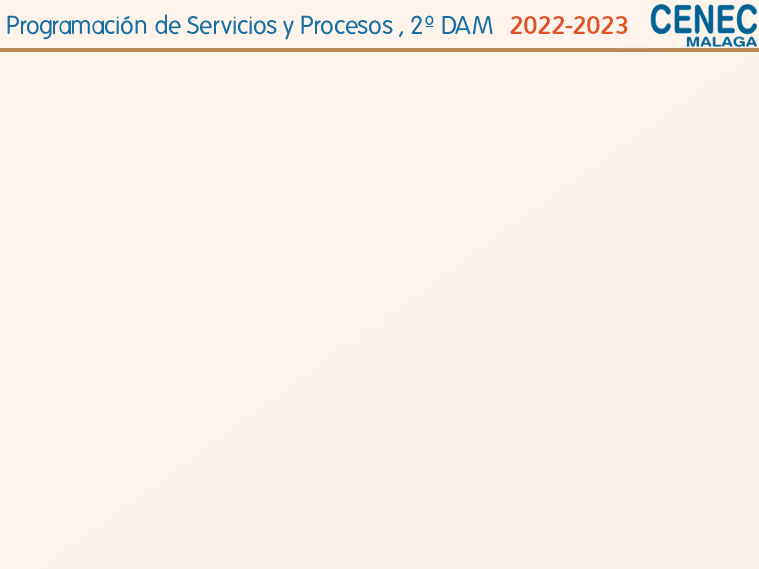 Programación de Servicios y Procesos , 2º DAM 2022-2023 CENEC
MALAGA